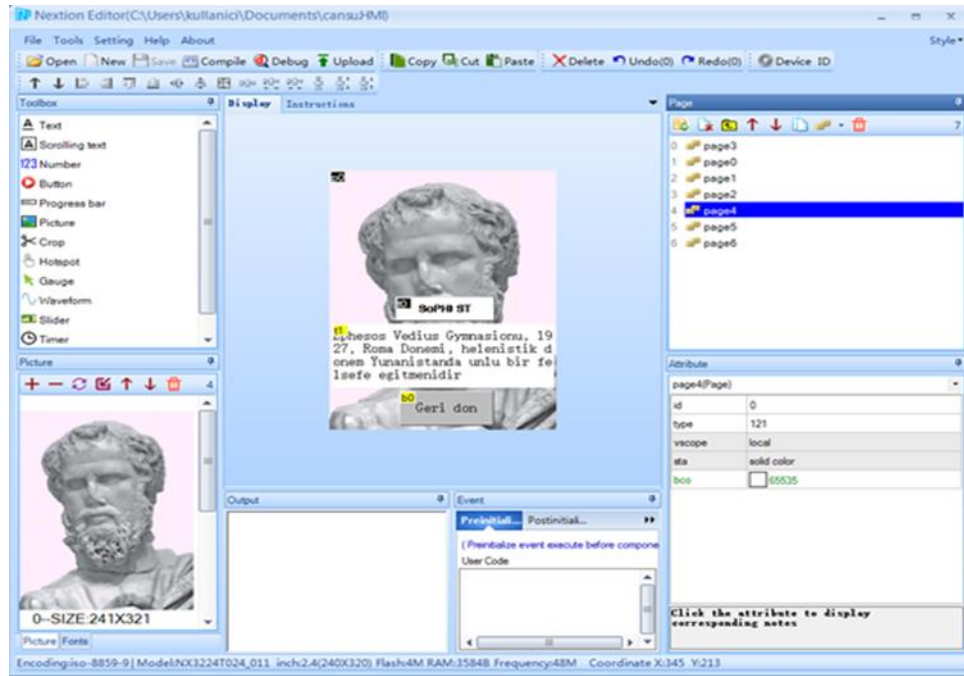 Nextion Editor(C:\Users\kullanici\Documents\cansu.HMI)
File Tools Setting Help About
Style
Open New Save Compile Debug Upload Copy Cut Paste Delete Undo(0) Redo(0) Device ID
Toolbox
Display Instructions
Page
A Text
A Scrolling text
123 Number
Button
Progress bar
Picture
Crop
Hotspot
Gauge
Waveform
Slider
Timer
7
0 page3
1 page0
2 page1
3 page2
4 page4
5 page5
6 page6
SoPHI ST
t1
Ephesos Vedius Gymnasionu, 19
27, Roma Donemi, helenistik d
onem Yunanistanda unlu bir fe
lsefe egitmenidir
b0
Geri don
Picture
4
0--SIZE:241X321
Picture Fonts
Output
Event
Preinitiali... Postinitiali...
( Preinitialize event execute before compone
User Code
Attribute
page4(Page)
id 0
type 121
vscope local
sta solid color
bco 65535
Click the attribute to display
corresponding notes
Encoding:iso-8859-9| Model:NX3224T024_011 inch:2.4(240X320) Flash:4M RAM:3584B Frequency:48M Coordinate X:345 Y:213